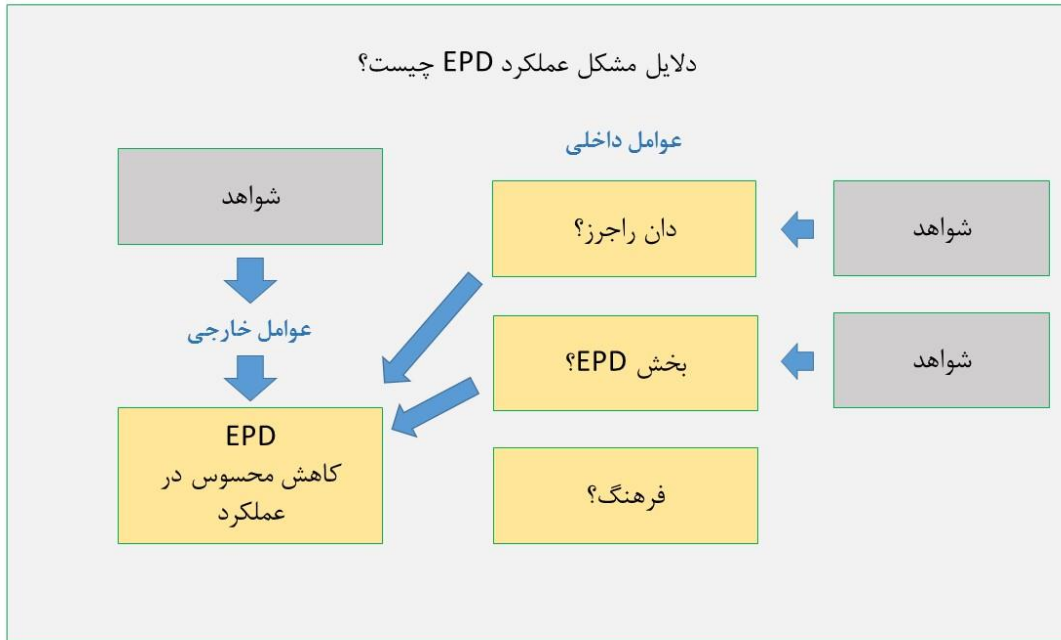 دلایل مشکل عملکرد EPD چیست؟
عوامل داخلی
شواهد
دان راجرز؟
شواهد
شواهد
بخش EPD؟
فرهنگ؟
شواهد
عوامل خارجی
EPD
کاهش محسوس در
عملکرد